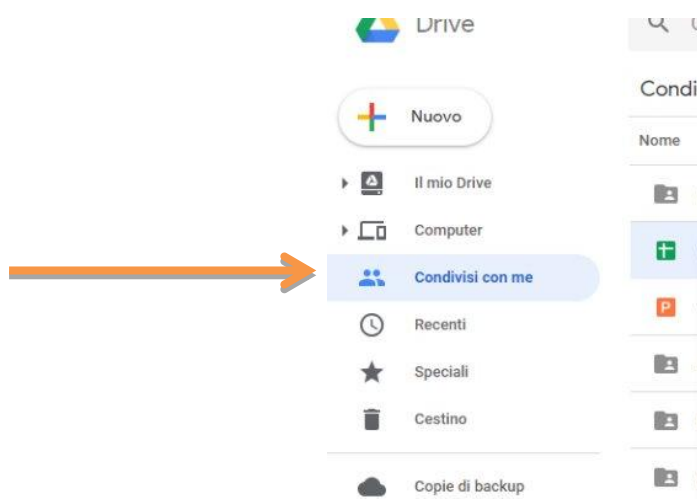 Drive
Condi
Nuovo
Nome
Il mio Drive
Computer
Condivisi con me
Recenti
Speciali
Cestino
Copie di backup